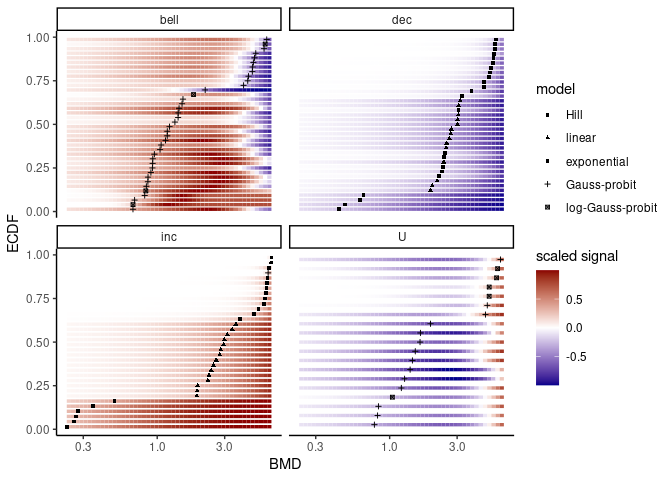 bell
dec
1.00
0.75
0.50
0.25
0.00
inc
U
1.00
0.75
0.50
0.25
0.00
0.3
1.0
3.0
0.3
1.0
3.0
BMD
ECDF
model
Hill
linear
exponential
Gauss-probit
log-Gauss-probit
scaled signal
0.5
0.0
-0.5